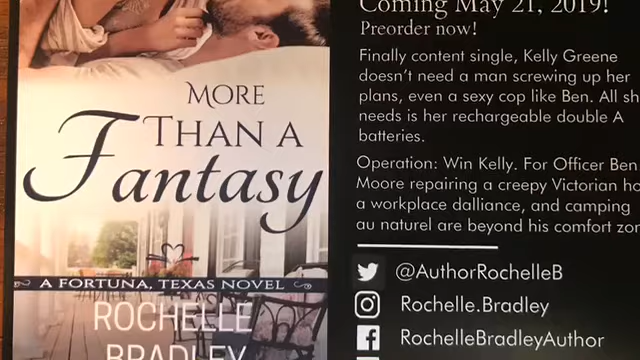 MORE
THAN A
Fantasy
A FORTUNA, TEXAS NOVEL
ROCHELLE
BRADLEY
Coming May 21, 2019!
Preorder now!
Finally content single, Kelly Greene
doesn't need a man screwing up her
plans, even a sexy cop like Ben. All
needs is her rechargeable double A
batteries.
Operation: Win Kelly. For Officer Ben
Moore repairing a creepy Victorian
a workplace dalliance, and camping
au naturel are beyond his comfort
@AuthorRochelleB
Rochelle.Bradley
RochelleBradleyAuthor